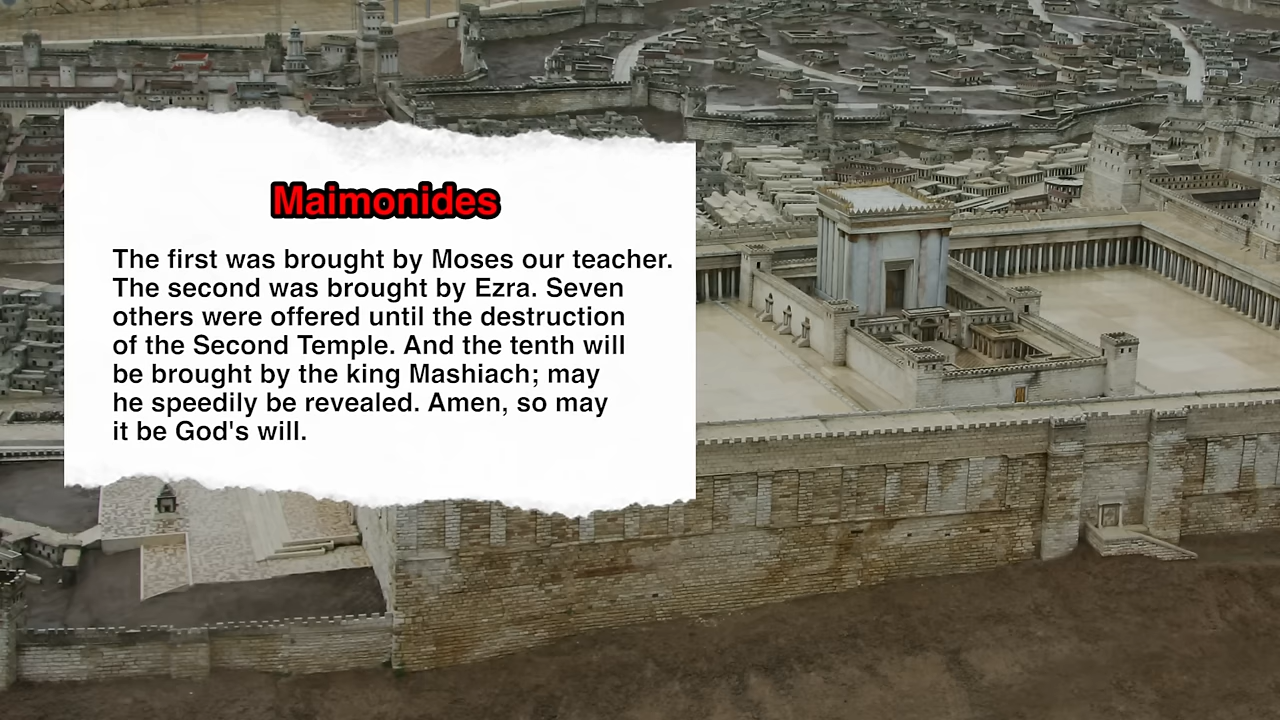 Maimonides
The first was brought by Moses our teacher.
The second was brought by Ezra. Seven
others were offered until the destruction
of the Second Temple. And the tenth will
be brought by the king Mashiach; may
he speedily be revealed. Amen, so may
it be God's will.